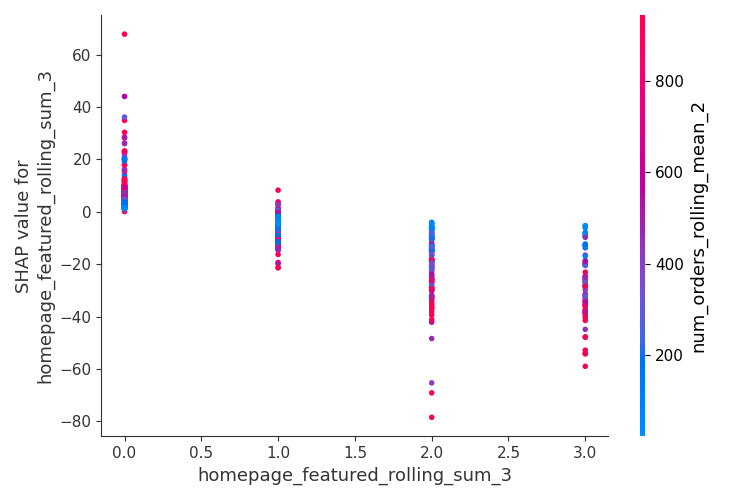 60
40
20
0
−20
−40
−60
−80
SHAP value for
homepage_featured_rolling_sum_3
0.0 0.5 1.0 1.5 2.0 2.5 3.0
homepage_featured_rolling_sum_3
800
600
400
200
num_orders_rolling_mean_2